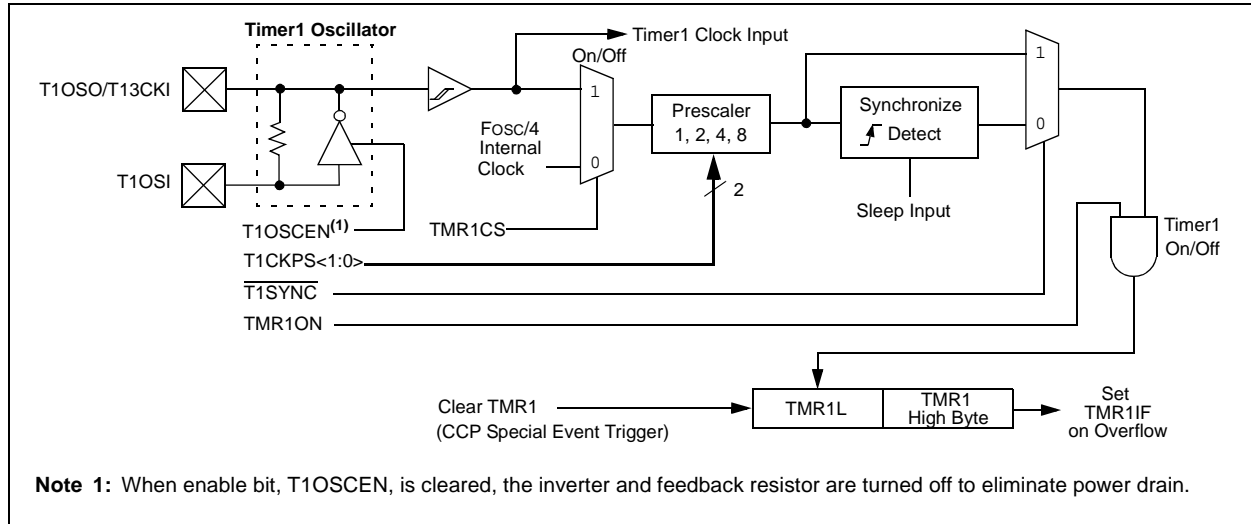 Timer1 Oscillator
T1OSO/T13CKI
T1OSI
Timer1 Clock Input
On/Off
1
0
FOSC/4
Internal
Clock
Prescaler
1, 2, 4, 8
2
Synchronize
Detect
Sleep Input
1
0
T1OSCEN(1)
TMR1CS
T1CKPS<1:0>
T1SYNC
TMR1ON
Timer1
On/Off
Clear TMR1
(CCP Special Event Trigger)
TMR1L
TMR1
High Byte
Set
TMR1IF
on Overflow
Note 1: When enable bit, T1OSCEN, is cleared, the inverter and feedback resistor are turned off to eliminate power drain.